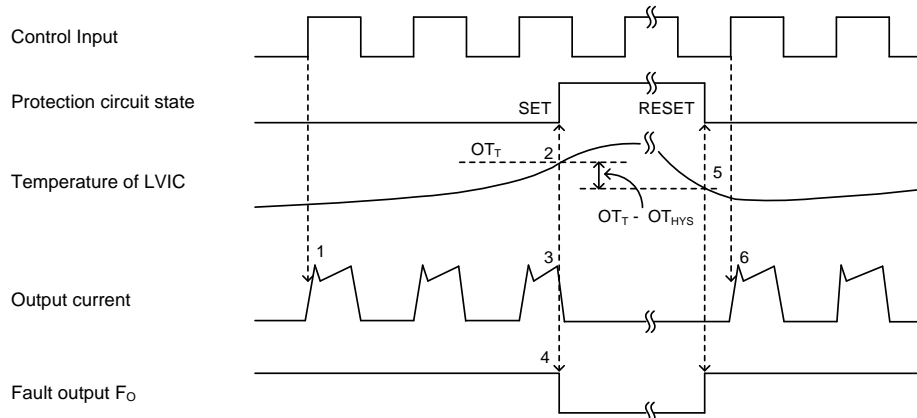 Control Input
Protection circuit state
SET
RESET
OT_T
2
5
Temperature of LVIC
OT_T - OT_HYS
1
3
6
Output current
4
Fault output F_O